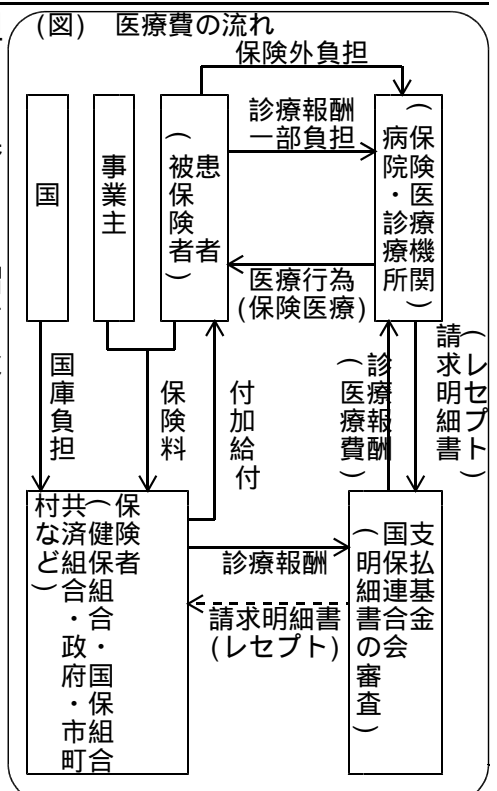 (図) 医療費の流れ
保険外負担
国
事業主
患者
(被保険者)
診療報酬
一部負担
保険医療機関
(病院・診療所)
医療行為
(保険医療)
国庫負担
保険料
付加給付
診療報酬
(医療費)
(レセプト)
請求明細書
保険者
(健保組合・国保組合
共済組合・政府・市町
村など)
診療報酬
請求明細書
(レセプト)
支払基金
国保連合会
(明細書の審査)